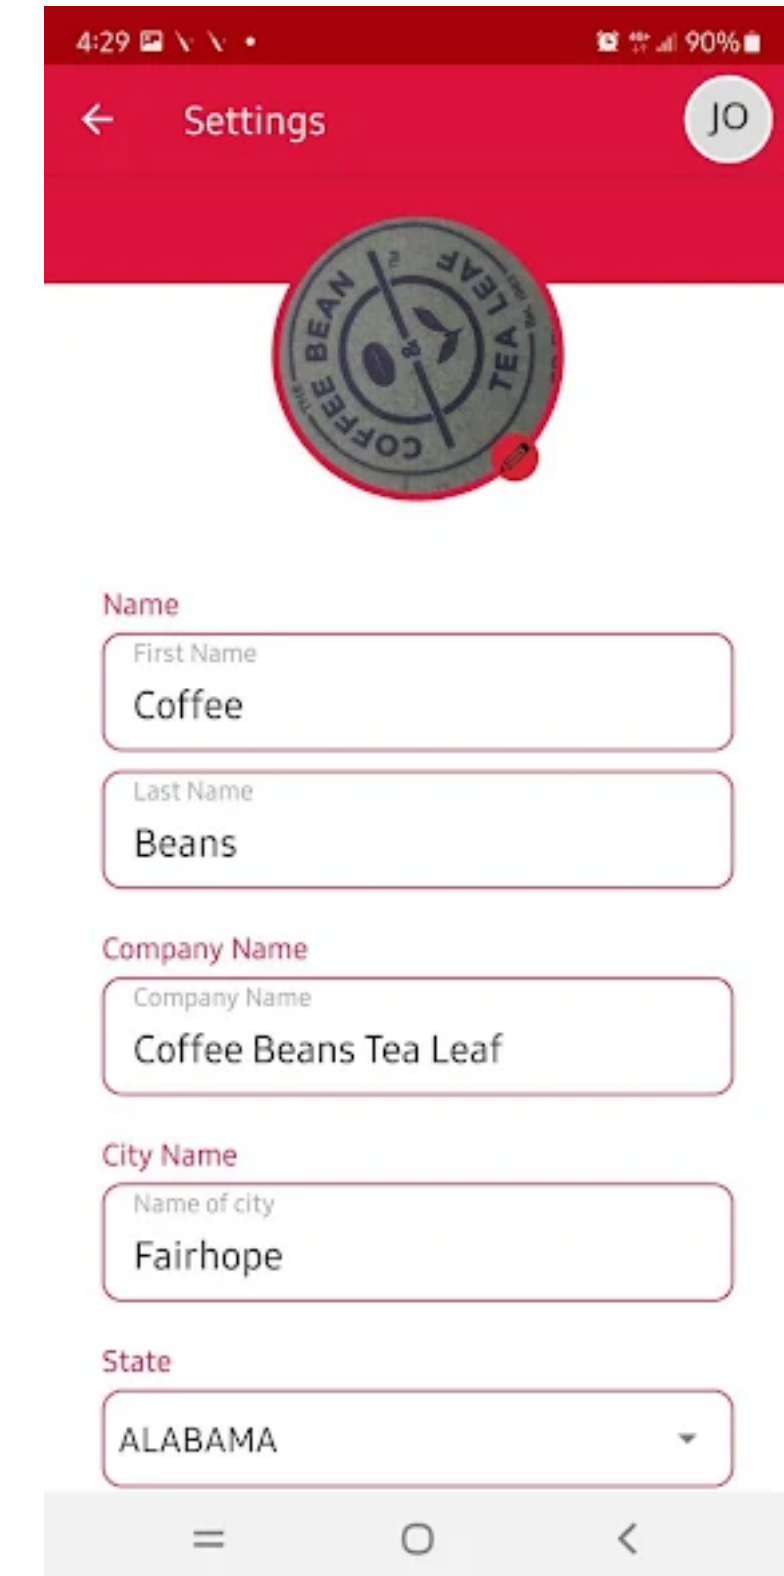 4:29 90%
Settings JO
THE COFFEE BEAN & TEA LEAF
Name
First Name
Coffee
Last Name
Beans
Company Name
Company Name
Coffee Beans Tea Leaf
City Name
Name of city
Fairhope
State
ALABAMA